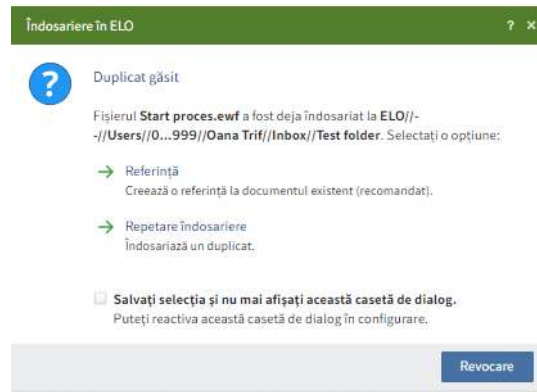 Îndosariere în ELO
? ×
Duplicat găsit
Fișierul Start proces.ewf a fost deja îndosariat la ELO//-
-//Users//0...999//Oana Trif//Inbox//Test folder. Selectați o opțiune:
Referință
Creează o referință la documentul existent (recomandat).
Repetare îndosariere
Îndosariază un duplicat.
Salvați selecția și nu mai afișați această casetă de dialog.
Puteți reactiva această casetă de dialog în configurare.
Revocare